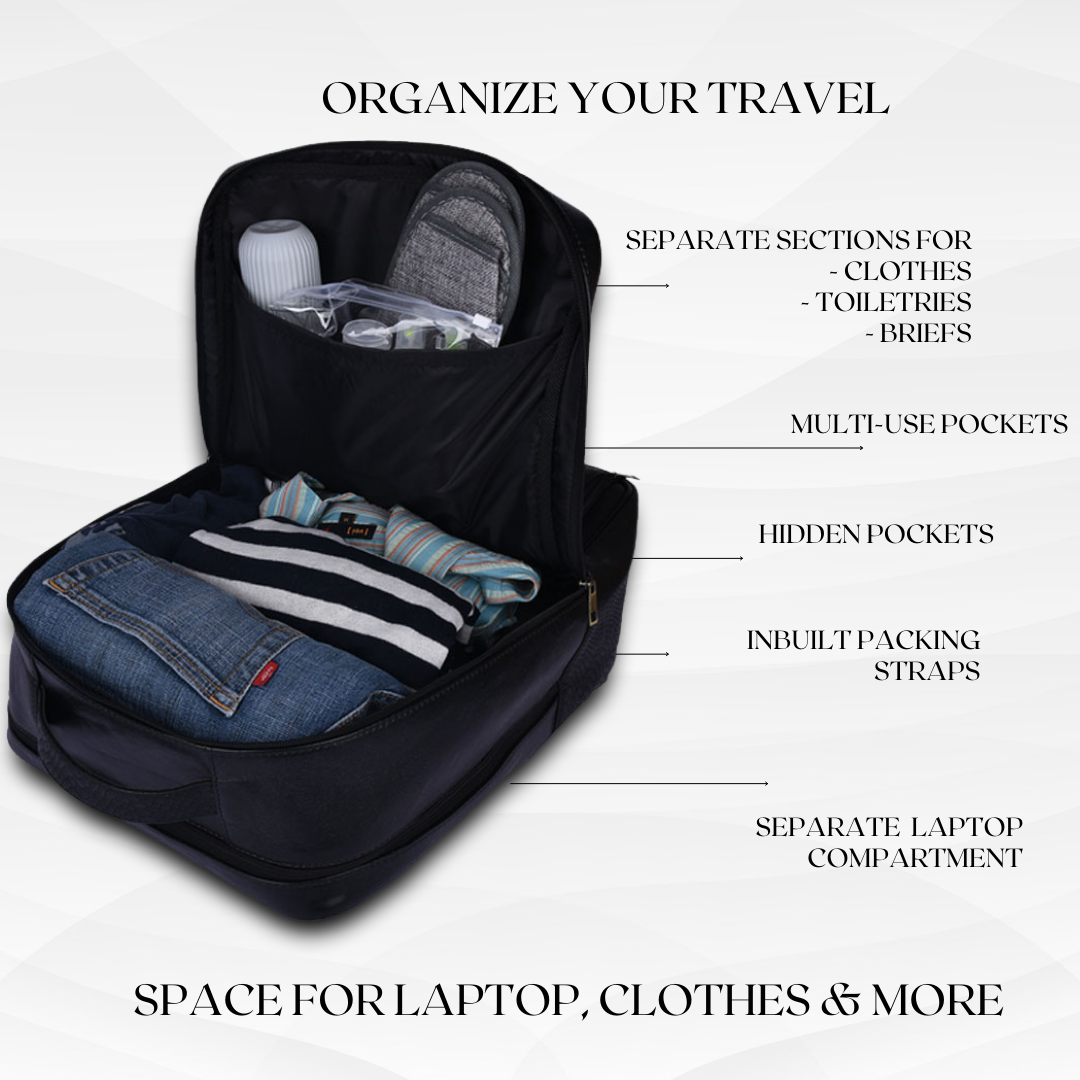 ORGANIZE YOUR TRAVEL
SEPARATE SECTIONS FOR
- CLOTHES
- TOILETRIES
- BRIEFS
MULTI-USE POCKETS
HIDDEN POCKETS
INBUILT PACKING
STRAPS
SEPARATE LAPTOP
COMPARTMENT
SPACE FOR LAPTOP, CLOTHES & MORE